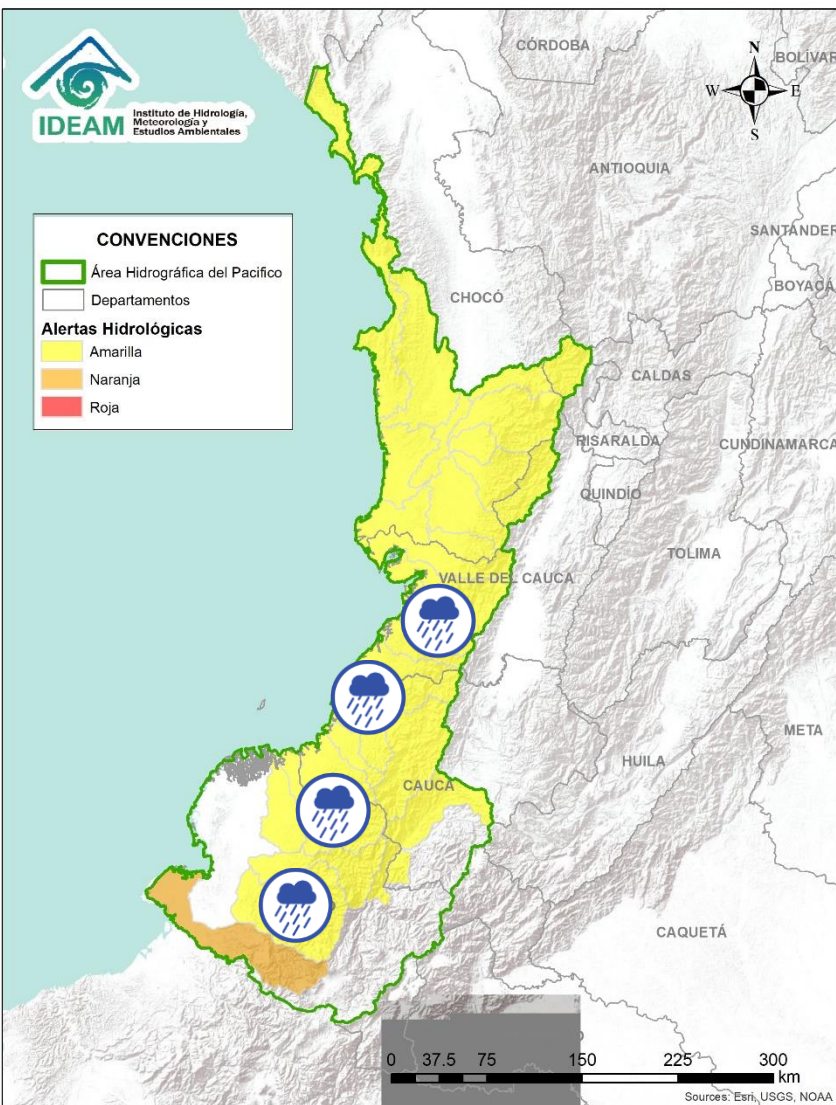 IDEAM
Instituto de Hidrología,
Meteorología y
Estudios Ambientales
CONVENCIONES
Área Hidrográfica del Pacifico
Departamentos
Alertas Hidrológicas
Amarilla
Naranja
Roja
N
W
E
S
CÓRDOBA
BOLÍVAR
ANTIOQUIA
SANTANDER
BOYACÁ
CHOCÓ
CALDAS
RISARALDA
CUNDINAMARCA
QUINDÍO
TOLIMA
VALLE DEL CAUCA
META
HUILA
CAUCA
CAQUETÁ
0 37.5 75 150 225 300
km
Sources: Esri, USGS, NOAA